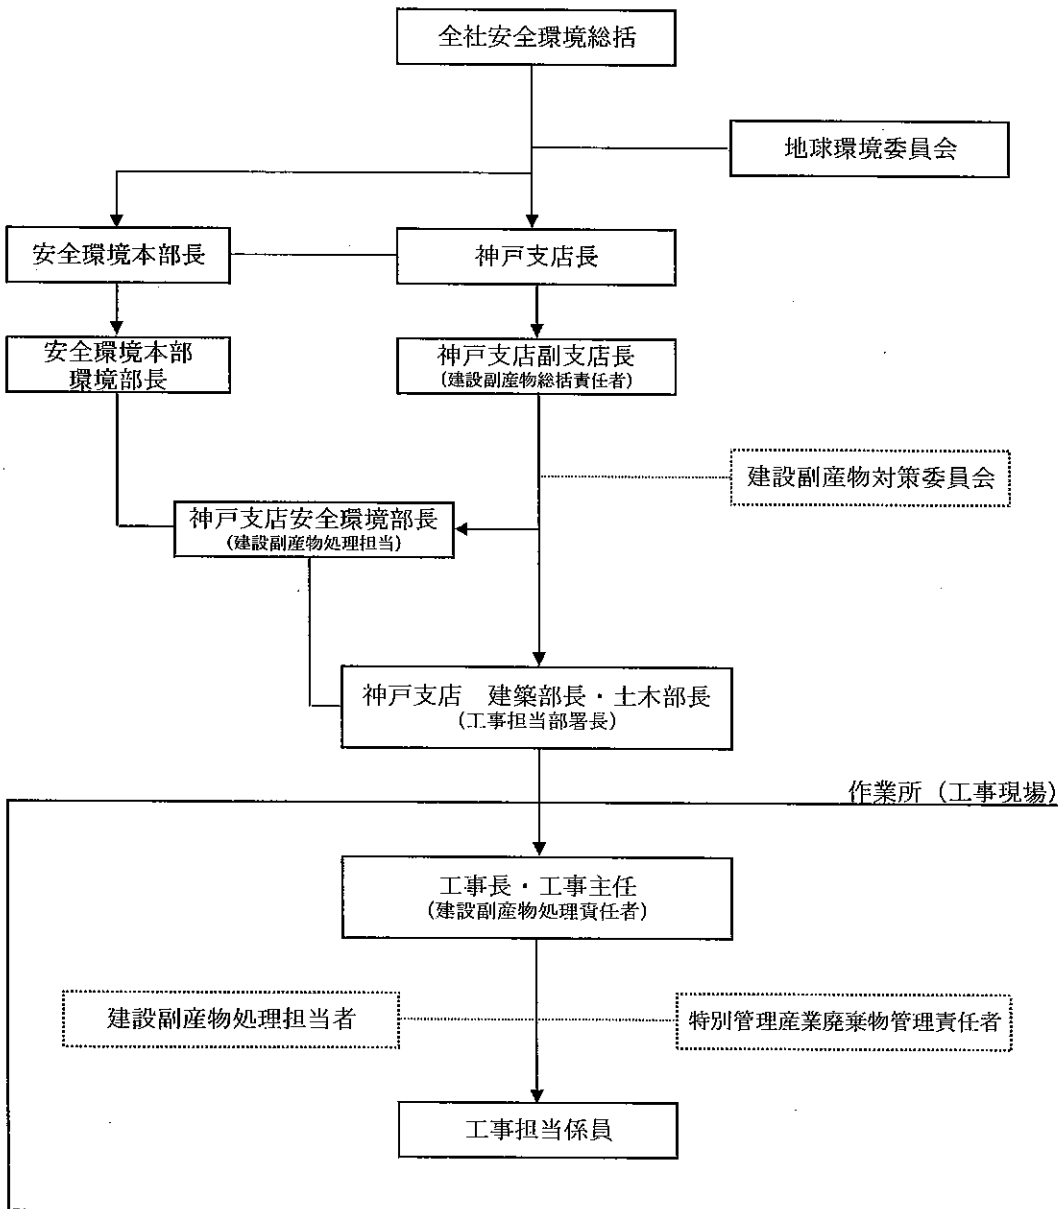 全社安全環境総括
地球環境委員会
安全環境本部長
神戸支店長
安全環境本部
環境部長
神戸支店副支店長
(建設副産物総括責任者)
建設副産物対策委員会
神戸支店安全環境部長
(建設副産物処理担当)
神戸支店　建築部長・土木部長
(工事担当部署長)
作業所（工事現場）
工事長・工事主任
(建設副産物処理責任者)
建設副産物処理担当者
特別管理産業廃棄物管理責任者
工事担当係員